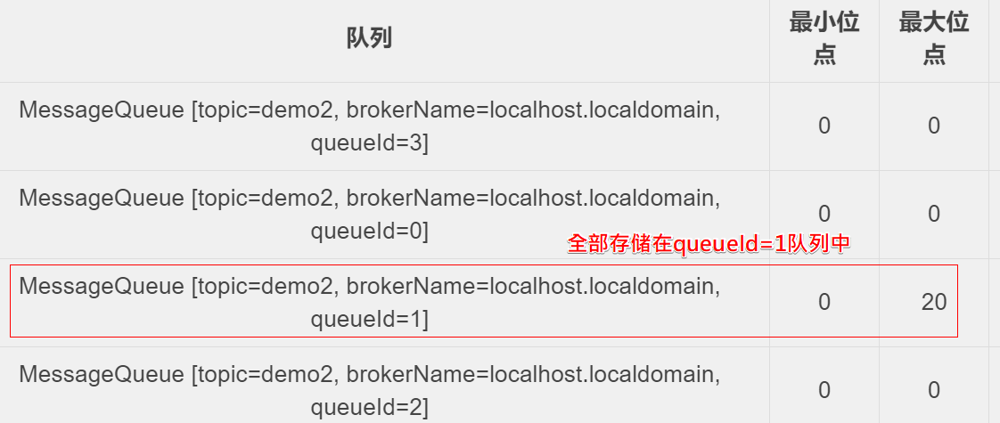 队列
最小位
点
最大位
点
MessageQueue [topic=demo2, brokerName=localhost.localdomain,
queueId=3]
0
0
MessageQueue [topic=demo2, brokerName=localhost.localdomain,
queueId=0]
0
0
全部存储在queueId=1队列中
MessageQueue [topic=demo2, brokerName=localhost.localdomain,
queueId=1]
0
20
MessageQueue [topic=demo2, brokerName=localhost.localdomain,
queueId=2]
0
0